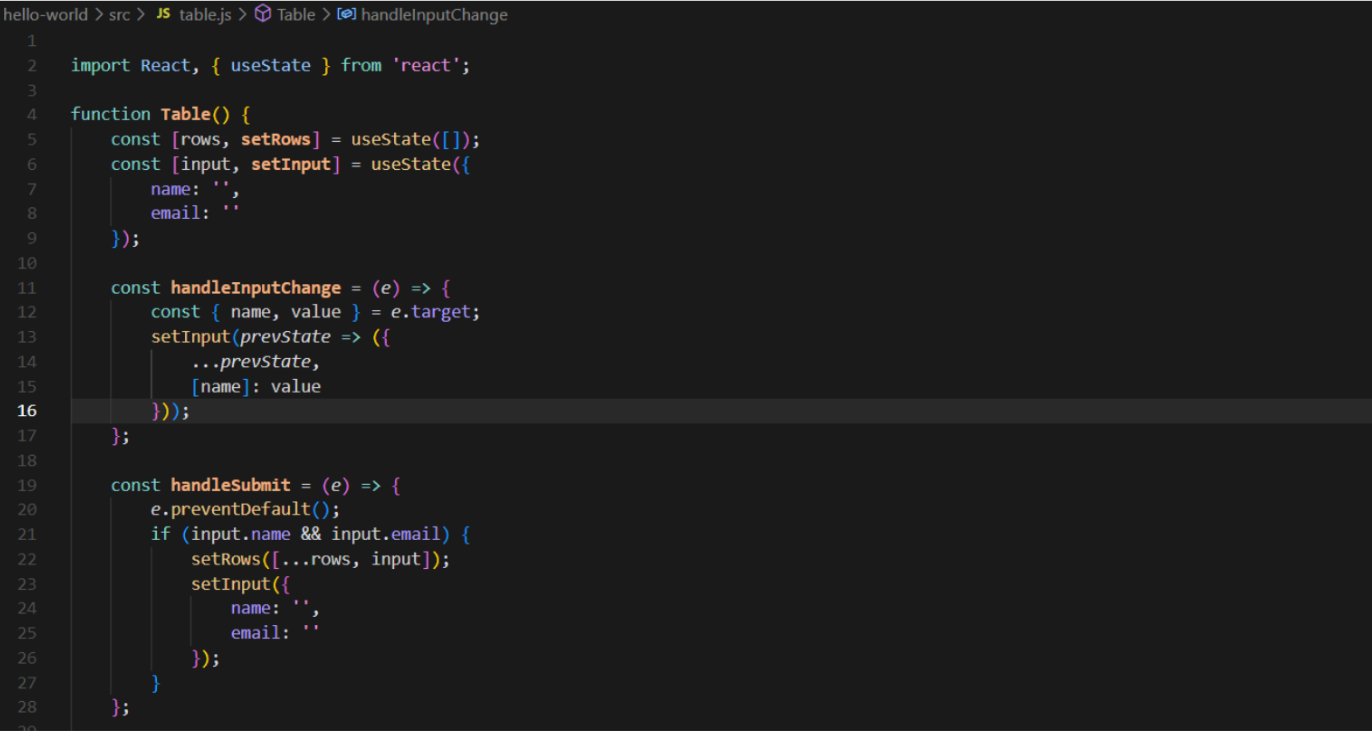 hello-world > src > JS table.js > Table > handleInputChange
1
2 import React, { useState } from 'react';
3
4 function Table() {
5     const [rows, setRows] = useState([]);
6     const [input, setInput] = useState({
7         name: '',
8         email: ''
9     });
10
11     const handleInputChange = (e) => {
12         const { name, value } = e.target;
13         setInput(prevState => ({
14             ...prevState,
15             [name]: value
16         }));
17     };
18
19     const handleSubmit = (e) => {
20         e.preventDefault();
21         if (input.name && input.email) {
22             setRows([...rows, input]);
23             setInput({
24                 name: '',
25                 email: ''
26             });
27         }
28     };
29